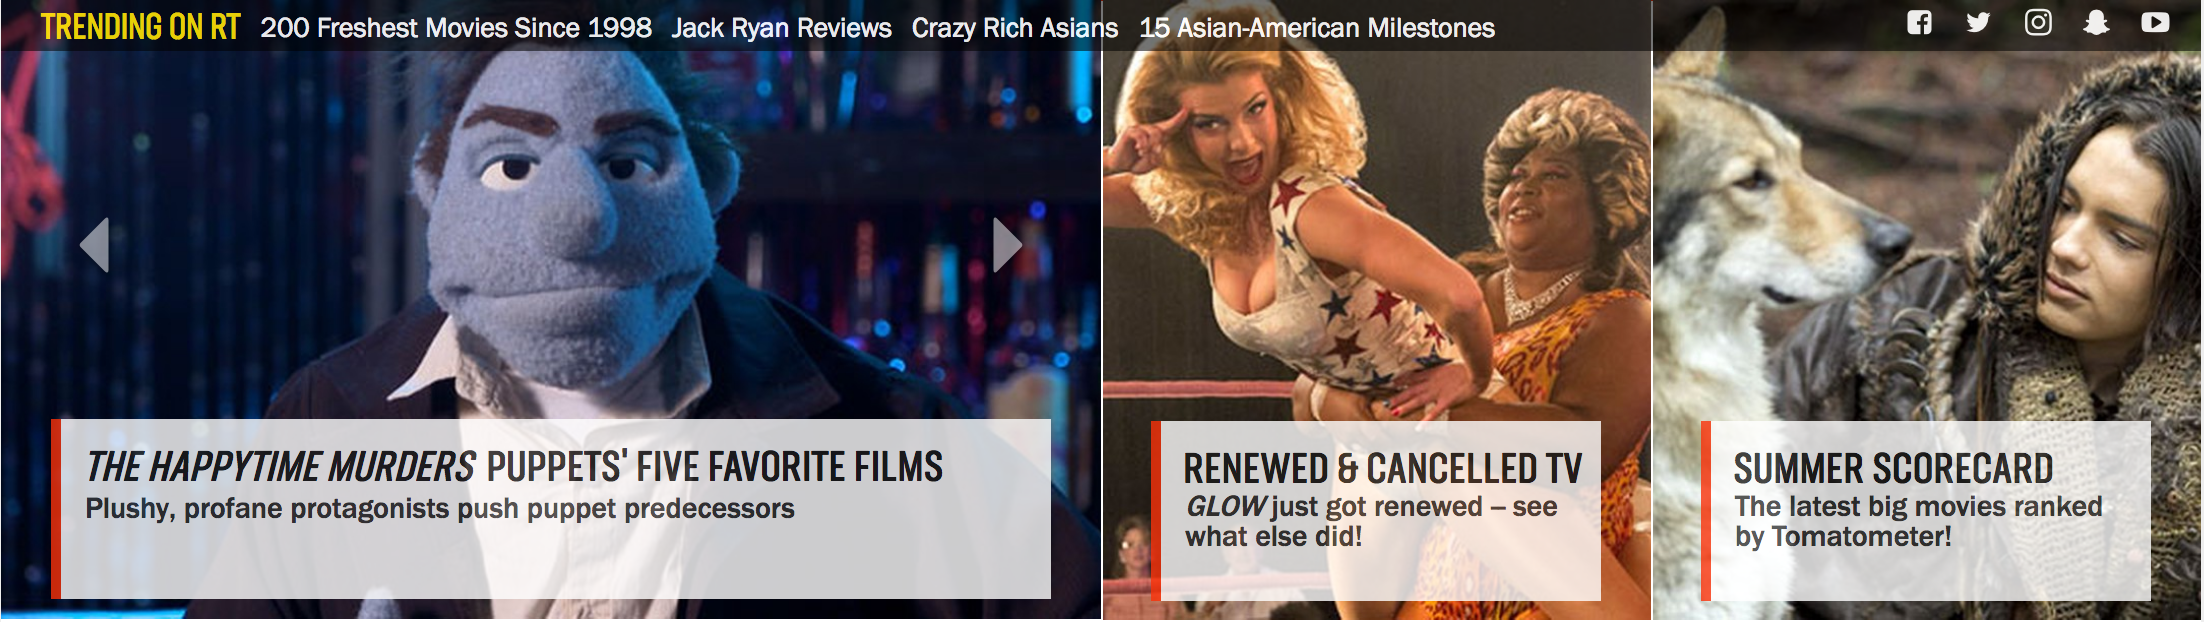 TRENDING ON RT 200 Freshest Movies Since 1998 Jack Ryan Reviews Crazy Rich Asians 15 Asian-American Milestones
THE HAPPYTIME MURDERS PUPPETS' FIVE FAVORITE FILMS
Plushy, profane protagonists push puppet predecessors
RENEWED & CANCELLED TV
GLOW just got renewed – see
what else did!
SUMMER SCORECARD
The latest big movies ranked
by Tomatometer!